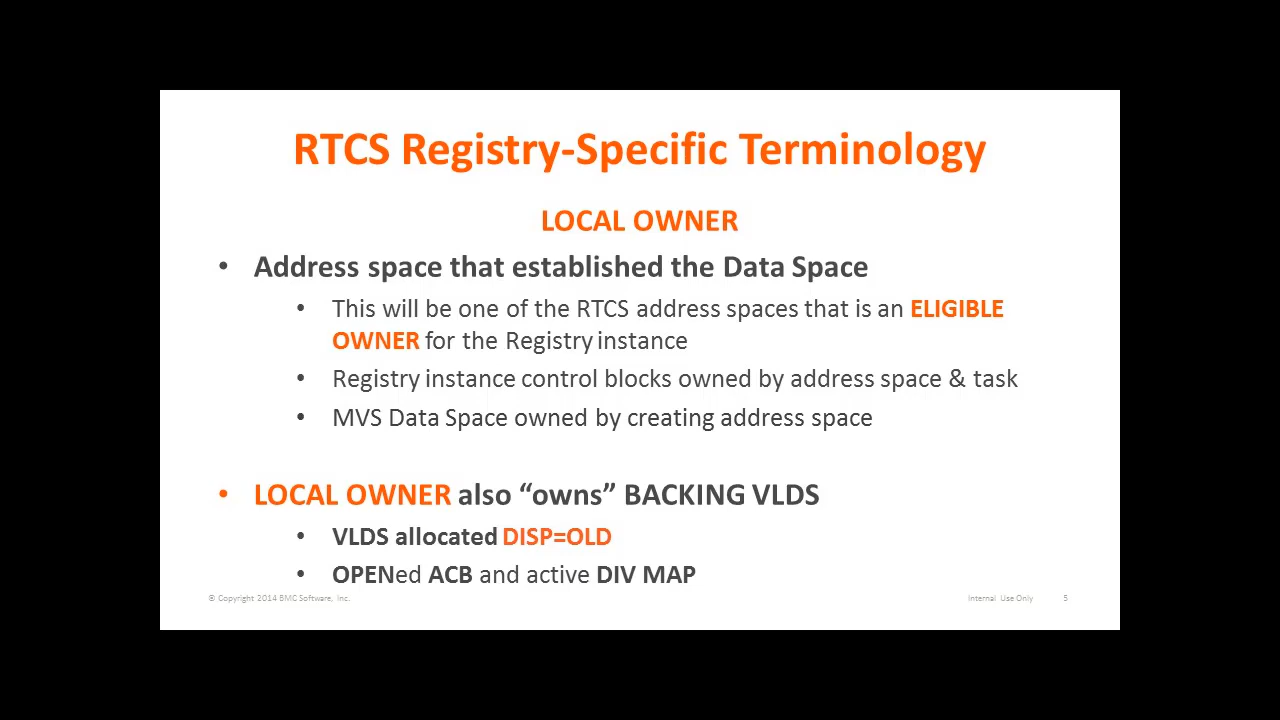 RTCS Registry-Specific Terminology
LOCAL OWNER
• Address space that established the Data Space
• This will be one of the RTCS address spaces that is an ELIGIBLE
OWNER for the Registry instance
• Registry instance control blocks owned by address space & task
• MVS Data Space owned by creating address space
• LOCAL OWNER also “owns” BACKING VLDS
• VLDS allocated DISP=OLD
• OPENed ACB and active DIV MAP
© Copyright 2014 BMC Software, Inc. Internal Use Only 5